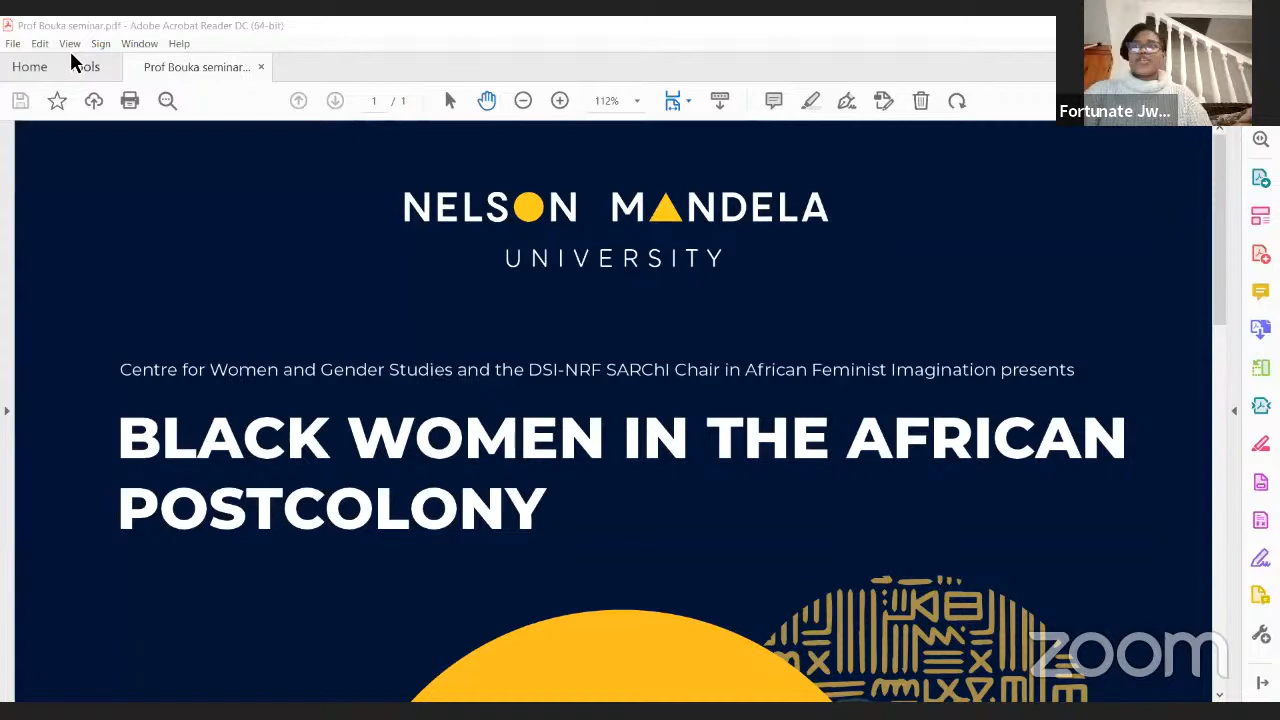 Prof Bouka seminar.pdf - Adobe Acrobat Reader DC (64-bit)
File Edit View Sign Window Help
Home ols Prof Bouka seminar... ×
1 / 1 112%
Fortunate Jw...
NELSON MANDELA
UNIVERSITY
Centre for Women and Gender Studies and the DSI-NRF SARChI Chair in African Feminist Imagination presents
BLACK WOMEN IN THE AFRICAN
POSTCOLONY
zoom